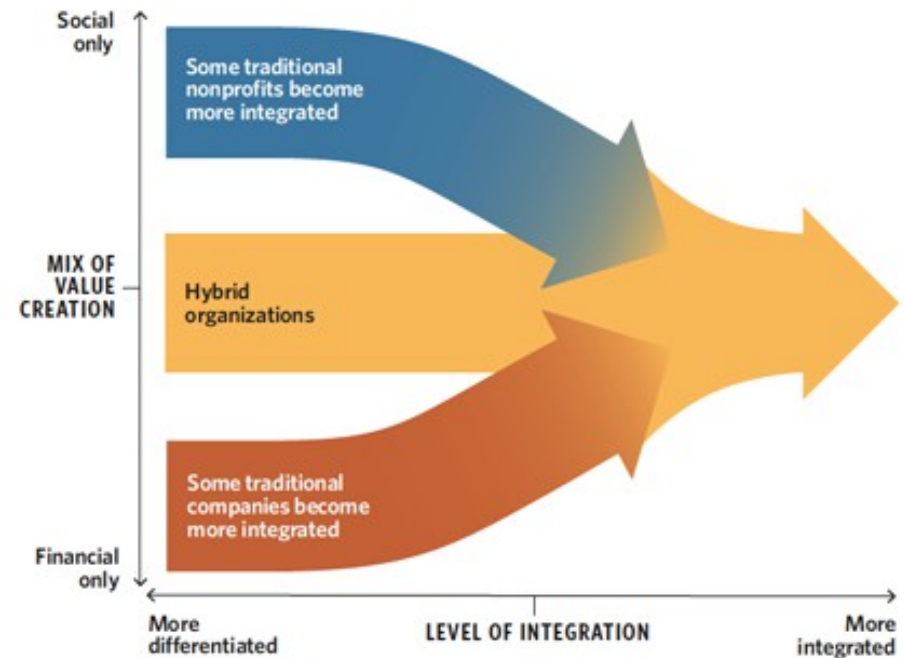 Social
only
Some traditional
nonprofits become
more integrated
MIX OF
VALUE
CREATION
Hybrid
organizations
Some traditional
companies become
more integrated
Financial
only
More
differentiated
LEVEL OF INTEGRATION
More
integrated